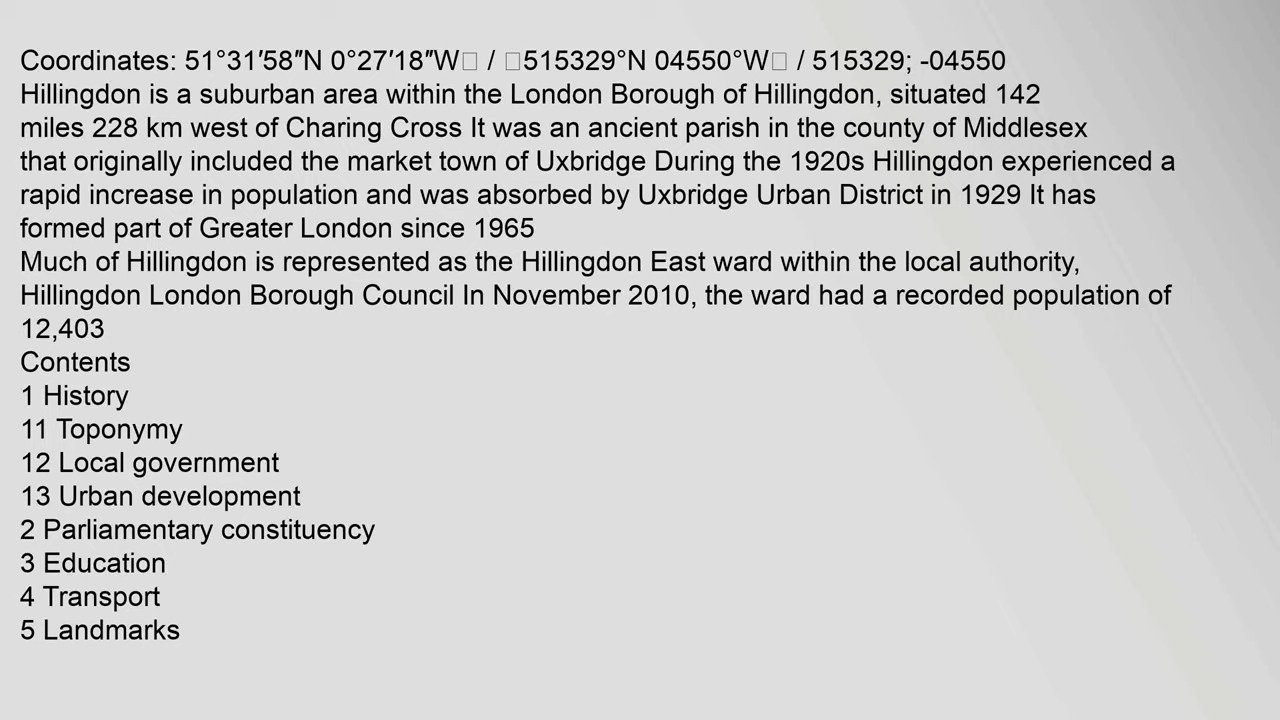 Coordinates: 51°31′58″N 0°27′18″W□ / □515329°N 04550°W□ / 515329; -04550
Hillingdon is a suburban area within the London Borough of Hillingdon, situated 142
miles 228 km west of Charing Cross It was an ancient parish in the county of Middlesex
that originally included the market town of Uxbridge During the 1920s Hillingdon experienced a
rapid increase in population and was absorbed by Uxbridge Urban District in 1929 It has
formed part of Greater London since 1965
Much of Hillingdon is represented as the Hillingdon East ward within the local authority,
Hillingdon London Borough Council In November 2010, the ward had a recorded population of
12,403
Contents
1 History
11 Toponymy
12 Local government
13 Urban development
2 Parliamentary constituency
3 Education
4 Transport
5 Landmarks